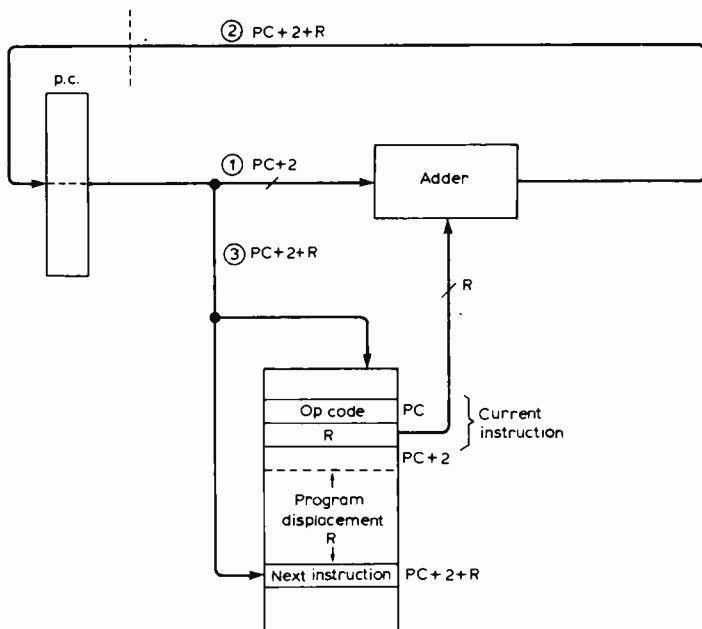 ② PC+2+R
p.c.
① PC+2
Adder
③ PC+2+R
R
Op code
PC
R
Current
instruction
PC+2
Program
displacement
R
Next instruction
PC+2+R